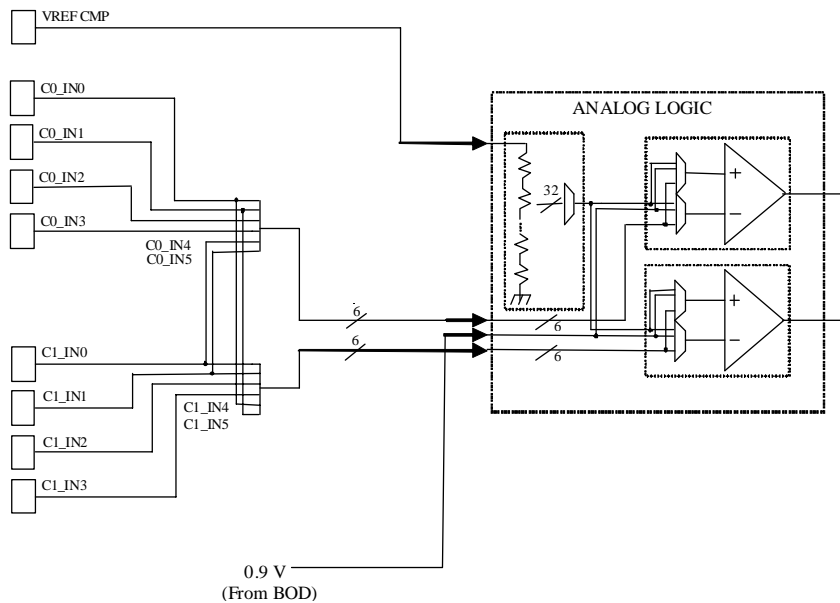 VREF CMP
C0_IN0
ANALOG LOGIC
C0_IN1
C0_IN2
32
+
C0_IN3
−
C0_IN4
C0_IN5
+
6
6
−
6
6
C1_IN0
C1_IN1
C1_IN4
C1_IN5
C1_IN2
C1_IN3
0.9 V
(From BOD)